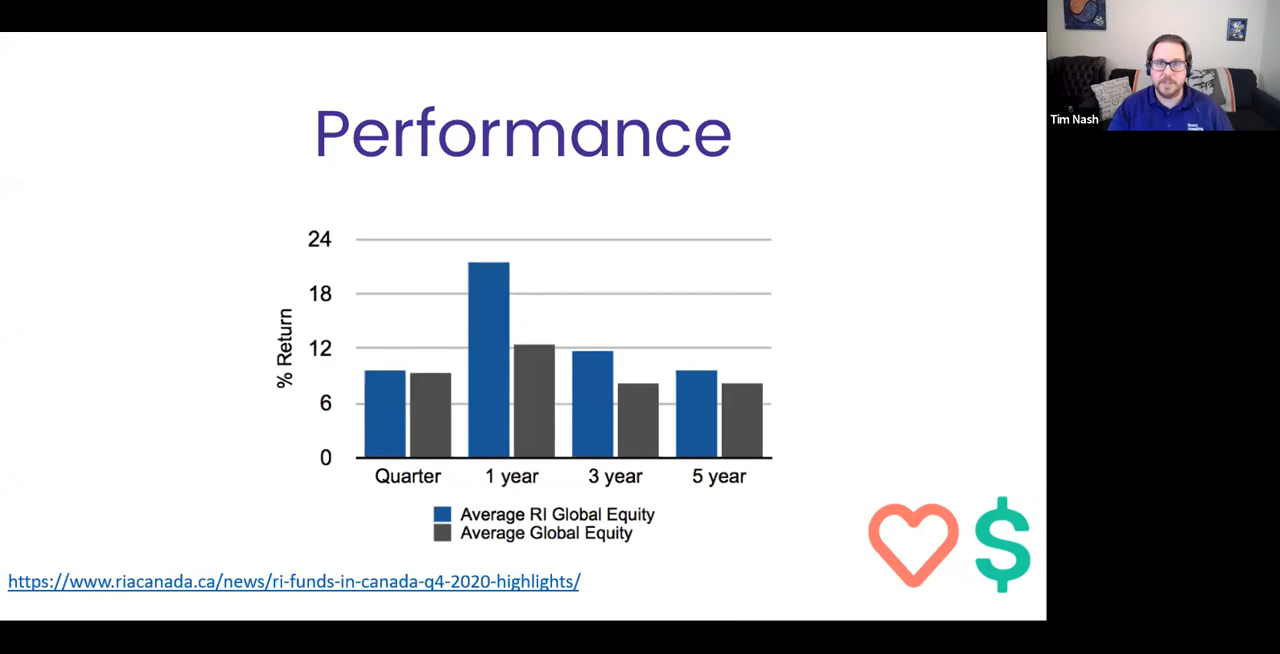 Performance
24
18
12
6
0
% Return
Quarter
1 year
3 year
5 year
Average RI Global Equity
Average Global Equity
https://www.riacanada.ca/news/ri-funds-in-canada-q4-2020-highlights/
$
Tim Nash